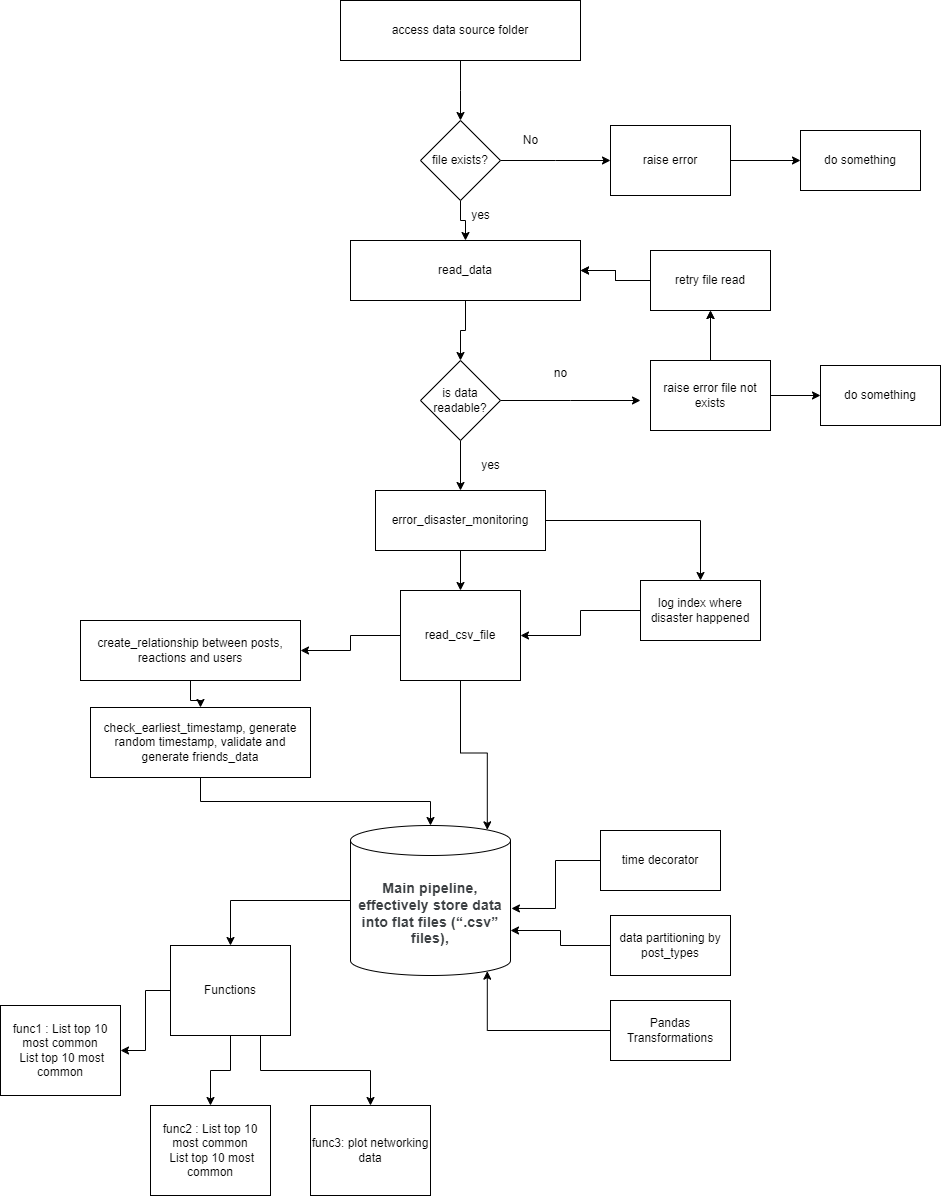 access data source folder
file exists?
No
raise error
do something
yes
read_data
retry file read
is data
readable?
no
raise error file not
exists
do something
yes
error_disaster_monitoring
log index where
disaster happened
read_csv_file
create_relationship between posts,
reactions and users
check_earliest_timestamp, generate
random timestamp, validate and
generate friends_data
Main pipeline,
effectively store data
into flat files (“.csv”
files),
time decorator
data partitioning by
post_types
Pandas
Transformations
Functions
func1 : List top 10
most common
List top 10 most
common
func2 : List top 10
most common
List top 10 most
common
func3: plot networking
data